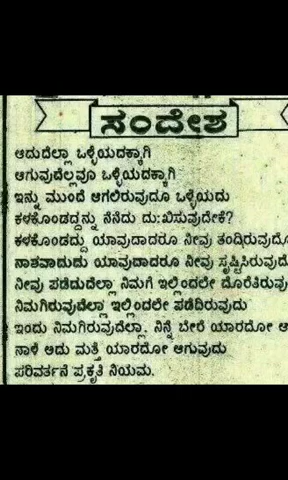 ಸಂದೇಶ
ಆದುದೆಲ್ಲಾ ಒಳ್ಳೆಯದಕ್ಕಾಗಿ
ಆಗುವುದೆಲ್ಲವೂ ಒಳ್ಳೆಯದಕ್ಕಾಗಿ
ಇನ್ನು ಮುಂದೆ ಆಗಲಿರುವುದೂ ಒಳ್ಳೆಯದು
ಕಳಕೊಂಡದ್ದನ್ನು ನೆನೆದು ದು:ಖಿಸುವುದೇಕೆ?
ಕಳಕೊಂಡದ್ದು ಯಾವುದಾದರೂ ನೀವು ತಂದ್ದಿರುವುದೋ
ನಾಶವಾದುದು ಯಾವುದಾದರೂ ನೀವು ಸೃಷ್ಟಿಸಿರುವುದೋ
ನೀವು ಪಡೆದುದೆಲ್ಲಾ ನಿಮಗೆ ಇಲ್ಲಿಂದಲೇ ದೊರೆತಿರುವು
ನಿಮಗಿರುವುದೆಲ್ಲಾ ಇಲ್ಲಿಂದಲೇ ಪಡೆದಿರುವುದು
ಇಂದು ನಿಮಗಿರುವುದೆಲ್ಲಾ. ನಿನ್ನೆ ಬೇರೆ ಯಾರದೋ ಆ
ನಾಳೆ ಅದು ಮತ್ತೆ ಯಾರದೋ ಆಗುವುದು
ಪರಿವರ್ತನೆ ಪ್ರಕೃತಿ ನಿಯಮ.